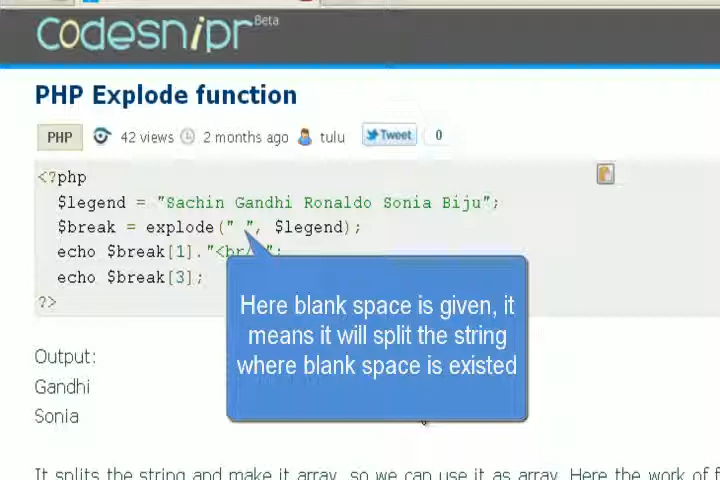 Codesnipr Beta
PHP Explode function
PHP 42 views 2 months ago tulu Tweet 0
<?php
$legend = "Sachin Gandhi Ronaldo Sonia Biju";
$break = explode(" ", $legend);
echo $break[1]."<br/>";
echo $break[3];
?>
Here blank space is given, it
means it will split the string
where blank space is existed
Output:
Gandhi
Sonia
It splits the string and make it array, so we can use it as array. Here the work of